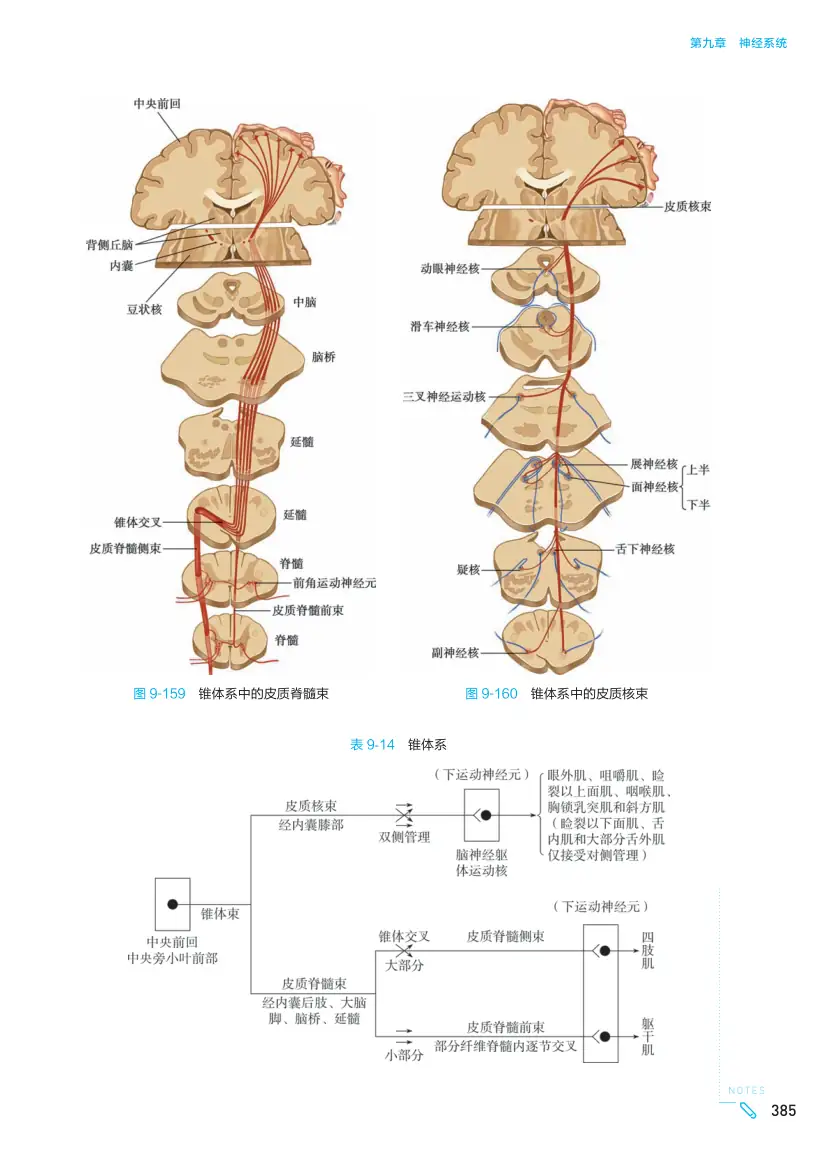 第九章 神经系统
中央前回
背侧丘脑
内囊
豆状核
中脑
脑桥
延髓
延髓
锥体交叉
皮质脊髓侧束
脊髓
前角运动神经元
皮质脊髓前束
脊髓
图 9-159 锥体系中的皮质脊髓束
皮质核束
动眼神经核
滑车神经核
三叉神经运动核
展神经核
面神经核
上半
下半
舌下神经核
疑核
副神经核
图 9-160 锥体系中的皮质核束
表 9-14 锥体系
中央前回
中央旁小叶前部
锥体束
皮质核束
经内囊膝部
双侧管理
（下运动神经元）
脑神经躯
体运动核
眼外肌、咀嚼肌、睑
裂以上面肌、咽喉肌、
胸锁乳突肌和斜方肌
（睑裂以下面肌、舌
内肌和大部分舌外肌
仅接受对侧管理）
皮质脊髓束
经内囊后肢、大脑
脚、脑桥、延髓
锥体交叉
大部分
皮质脊髓侧束
（下运动神经元）
四
肢
肌
小部分
皮质脊髓前束
部分纤维脊髓内逐节交叉
躯
干
肌
NOTES
385